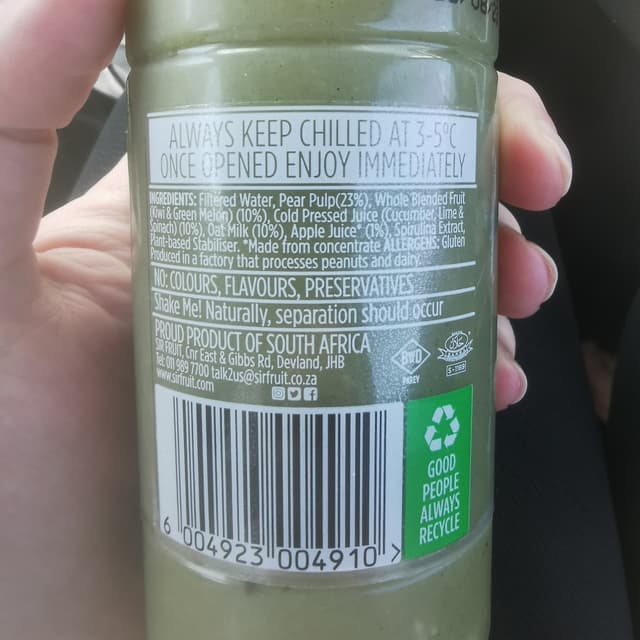 ALWAYS KEEP CHILLED AT 3-5°C
ONCE OPENED ENJOY IMMEDIATELY
INGREDIENTS: Filtered Water, Pear Pulp(23%), Whole Blended Fruit
(Kiwi & Green Melon) (10%), Cold Pressed Juice (Cucumber, Lime &
Spinach) (10%), Oat Milk (10%), Apple Juice* (1%), Spirulina Extract,
Plant-based Stabiliser. *Made from concentrate ALLERGENS: Gluten
Produced in a factory that processes peanuts and dairy
NO: COLOURS, FLAVOURS, PRESERVATIVES
Shake Me! Naturally, separation should occur
PROUD PRODUCT OF SOUTH AFRICA
SIR FRUIT, Cnr East & Gibbs Rd, Devland, JHB
Tel: 011 989 7700 talk2us@sirfruit.co.za
www.sirfruit.com
PAREV
S-TIRB
6 004923 004910 >
GOOD
PEOPLE
ALWAYS
RECYCLE